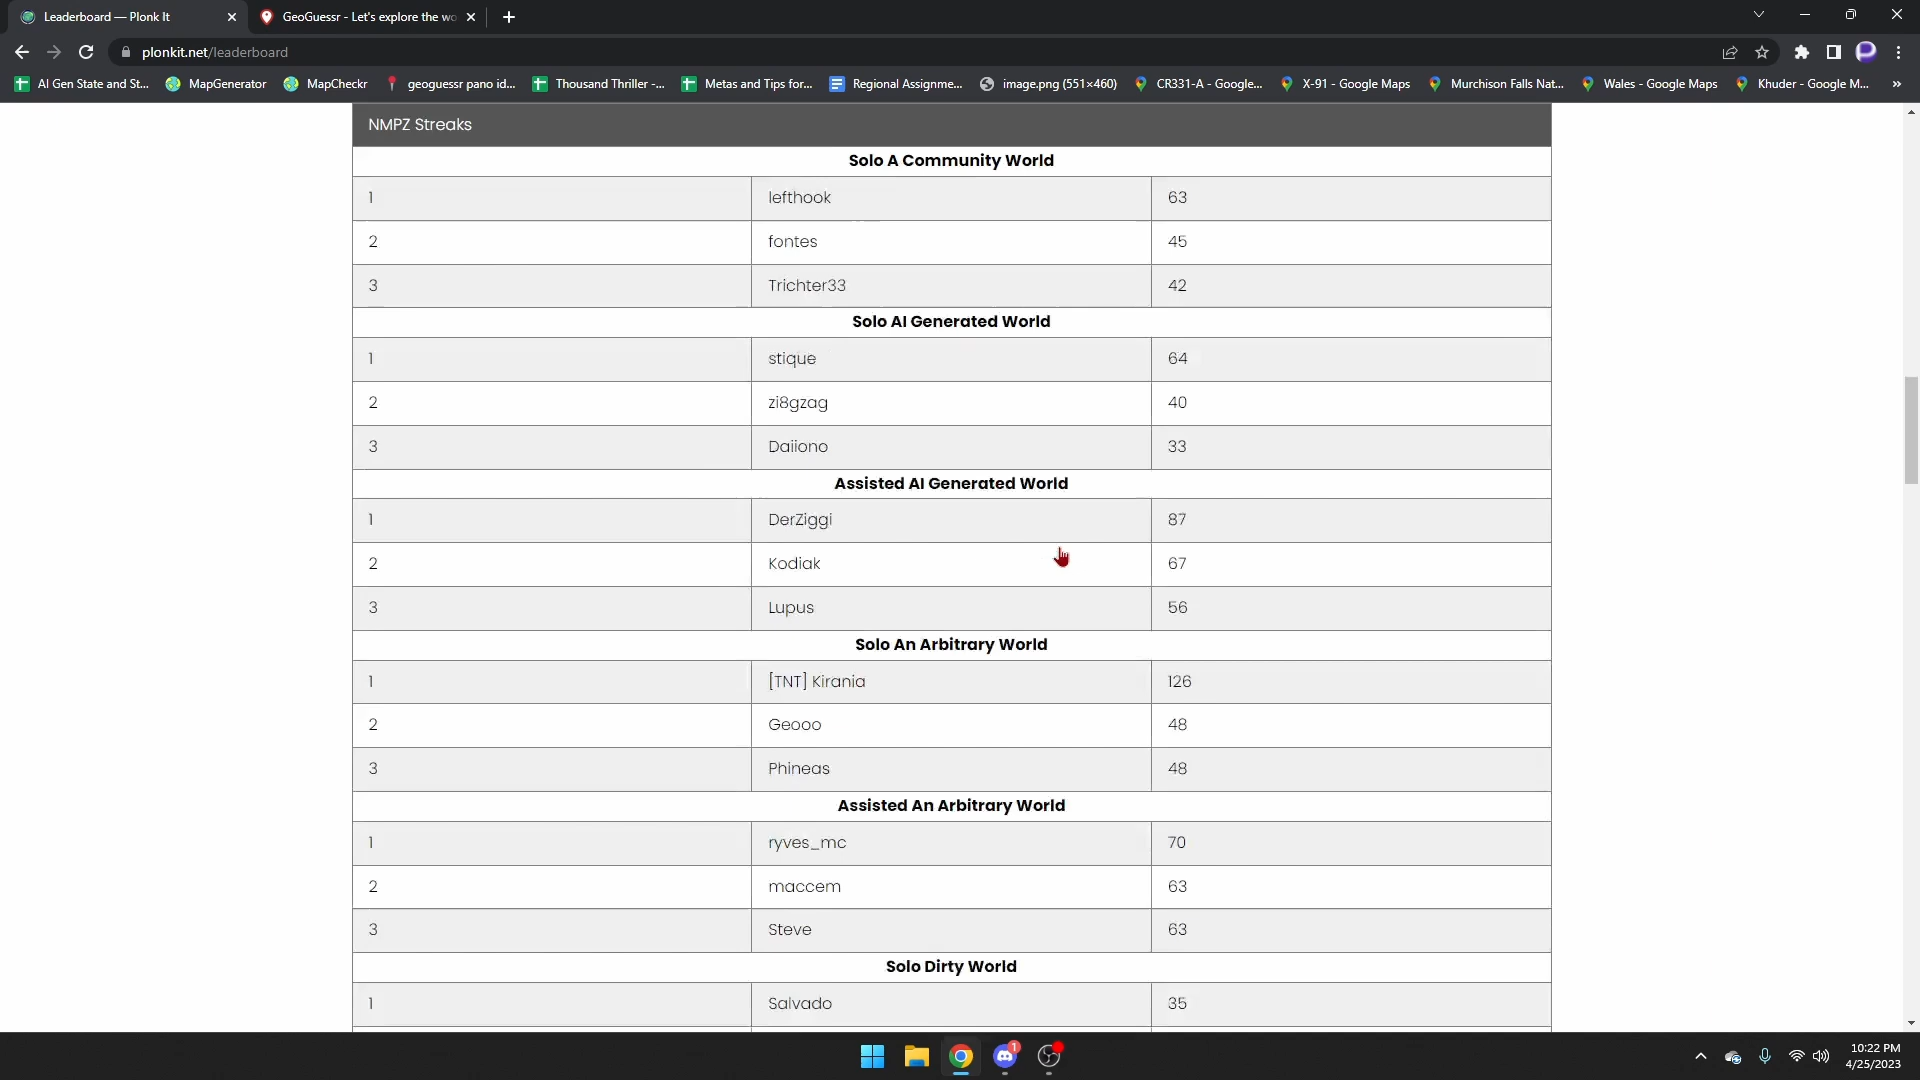 Leaderboard — Plonk It
GeoGuessr - Let's explore the wo
plonkit.net/leaderboard
AI Gen State and St...
MapGenerator
MapCheckr
geoguessr pano id...
Thousand Thriller -...
Metas and Tips for...
Regional Assignme...
image.png (551×460)
CR331-A - Google...
X-91 - Google Maps
Murchison Falls Nat...
Wales - Google Maps
Khuder - Google M...
»
NMPZ Streaks
Solo A Community World
1 lefthook 63
2 fontes 45
3 Trichter33 42
Solo AI Generated World
1 stique 64
2 zi8gzag 40
3 Daiiono 33
Assisted AI Generated World
1 DerZiggi 87
2 Kodiak 67
3 Lupus 56
Solo An Arbitrary World
1 [TNT] Kirania 126
2 Geooo 48
3 Phineas 48
Assisted An Arbitrary World
1 ryves_mc 70
2 maccem 63
3 Steve 63
Solo Dirty World
1 Salvado 35
1
10:22 PM
4/25/2023